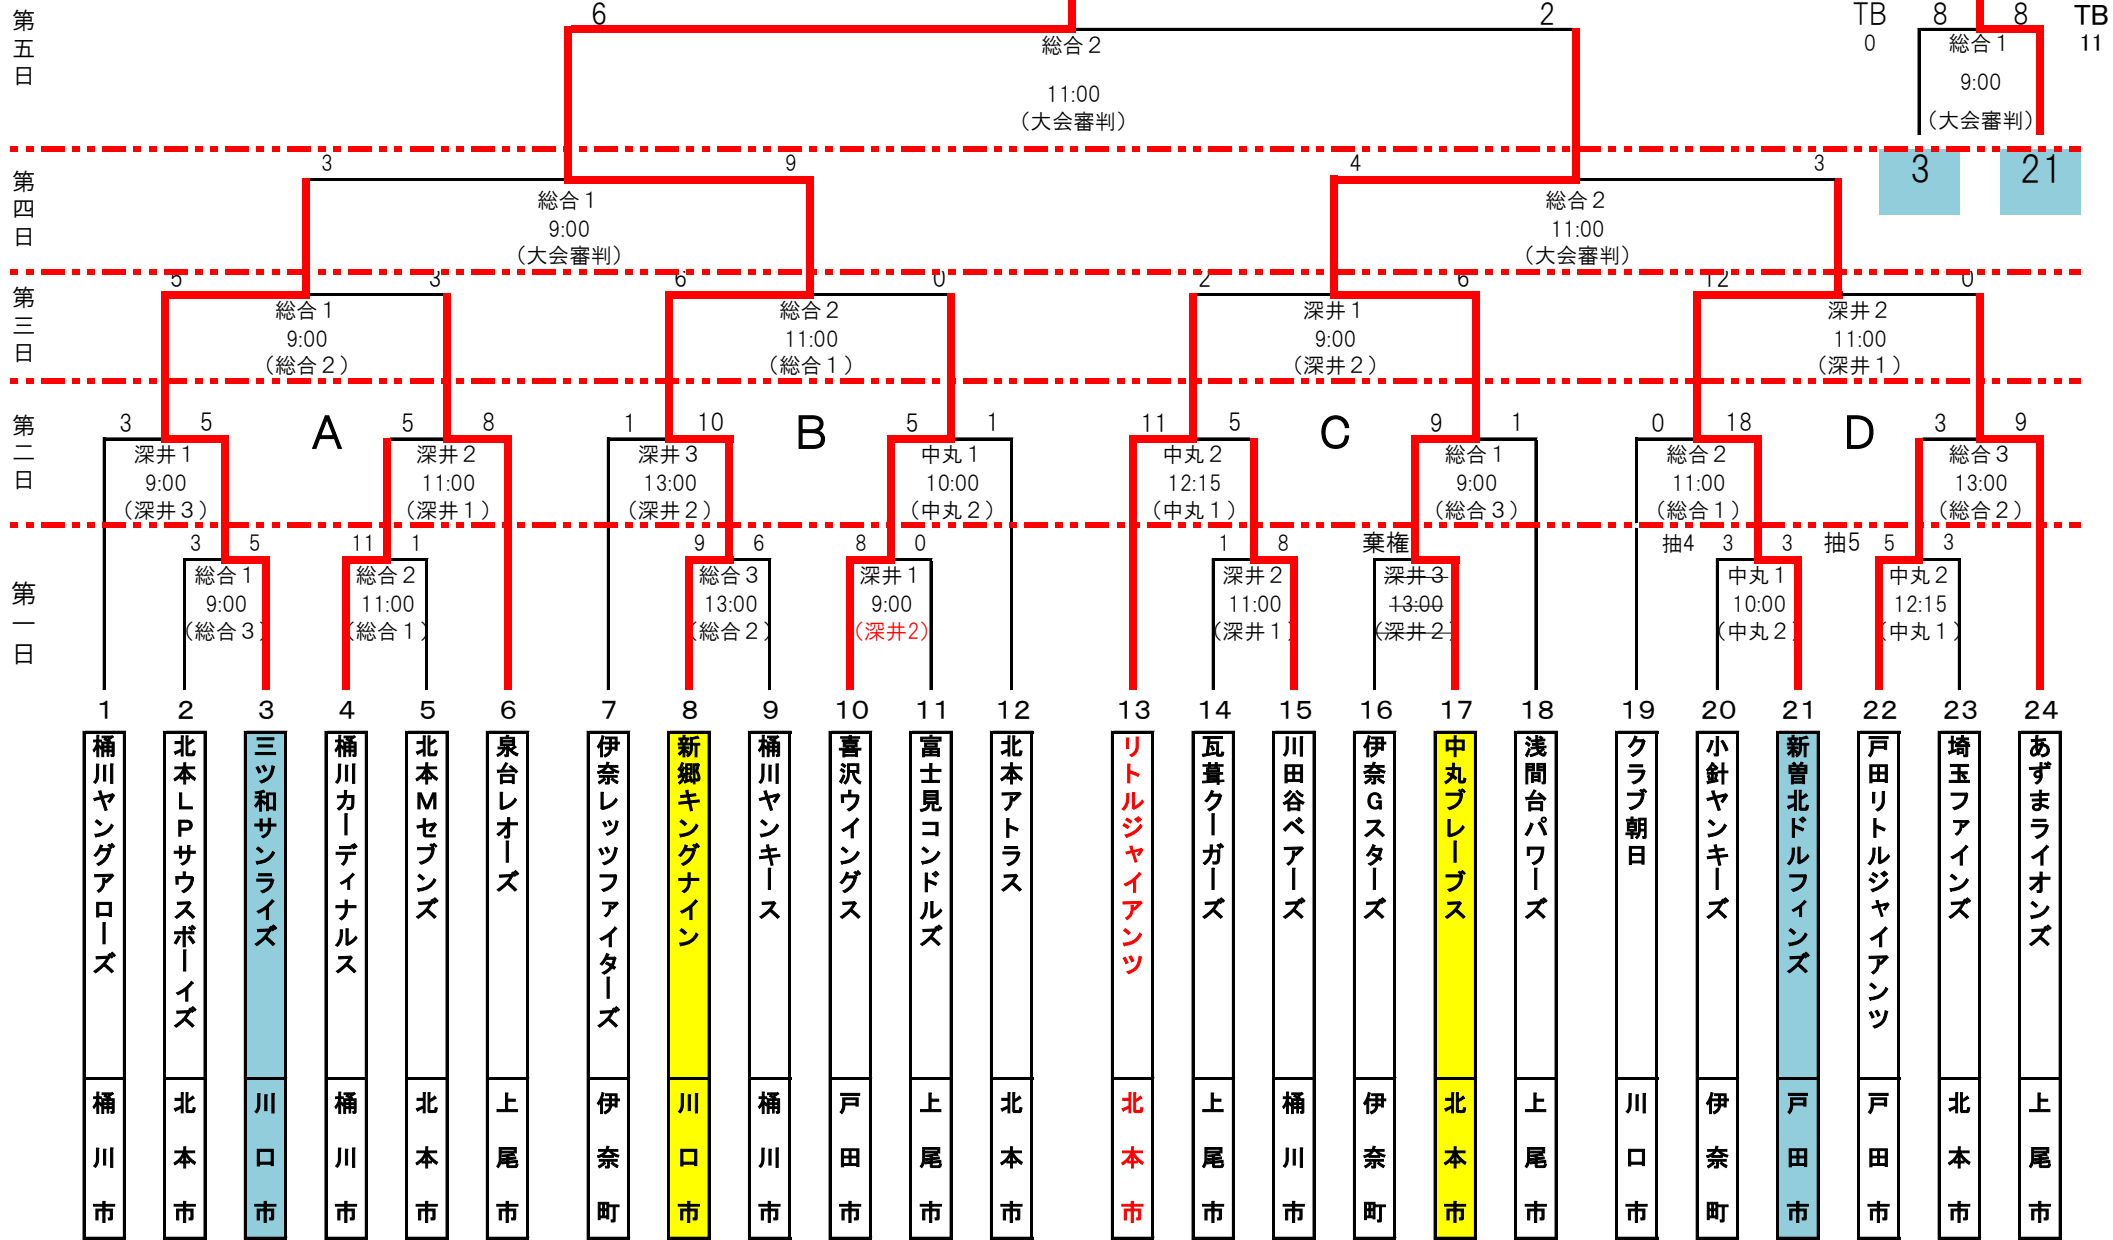 第五日
6
2
総合２
11:00
（大会審判）
TB
0
8
8
TB
11
総合１
9:00
（大会審判）
3
21
第四日
3
9
総合１
9:00
（大会審判）
4
3
総合２
11:00
（大会審判）
第三日
5
3
総合１
9:00
（総合２）
6
0
総合２
11:00
（総合１）
2
6
深井１
9:00
（深井２）
12
0
深井２
11:00
（深井１）
第二日
A
B
C
D
3
5
深井１
9:00
（深井３）
5
8
深井２
11:00
（深井１）
1
10
深井３
13:00
（深井２）
5
1
中丸１
10:00
（中丸２）
11
5
中丸２
12:15
（中丸１）
9
1
総合１
9:00
（総合３）
0
18
総合２
11:00
（総合１）
3
9
総合３
13:00
（総合２）
第一日
3
5
総合１
9:00
（総合３）
11
1
総合２
11:00
（総合１）
9
6
総合３
13:00
（総合２）
8
0
深井１
9:00
（深井2）
1
8
深井２
11:00
（深井１）
棄権
深井３
13:00
（深井２）
抽4
3
3
抽5
中丸１
10:00
（中丸２）
5
3
中丸２
12:15
（中丸１）
1
2
3
4
5
6
7
8
9
10
11
12
13
14
15
16
17
18
19
20
21
22
23
24
桶川ヤングアローズ
北本ＬＰサウスボーイズ
三ツ和サンライズ
桶川カーディナルス
北本Ｍセブンズ
泉台レオーズ
伊奈レッツファイターズ
新郷キングナイン
桶川ヤンキース
喜沢ウイングス
富士見コンドルズ
北本アトラス
リトルジャイアンツ
瓦葺クーガーズ
川田谷ベアーズ
伊奈Ｇスターズ
中丸ブレーブス
浅間台パワーズ
クラブ朝日
小針ヤンキーズ
新曽北ドルフィンズ
戸田リトルジャイアンツ
埼玉ファインズ
あずまライオンズ
桶川市
北本市
川口市
桶川市
北本市
上尾市
伊奈町
川口市
桶川市
戸田市
上尾市
北本市
北本市
上尾市
桶川市
伊奈町
北本市
上尾市
川口市
伊奈町
戸田市
戸田市
北本市
上尾市